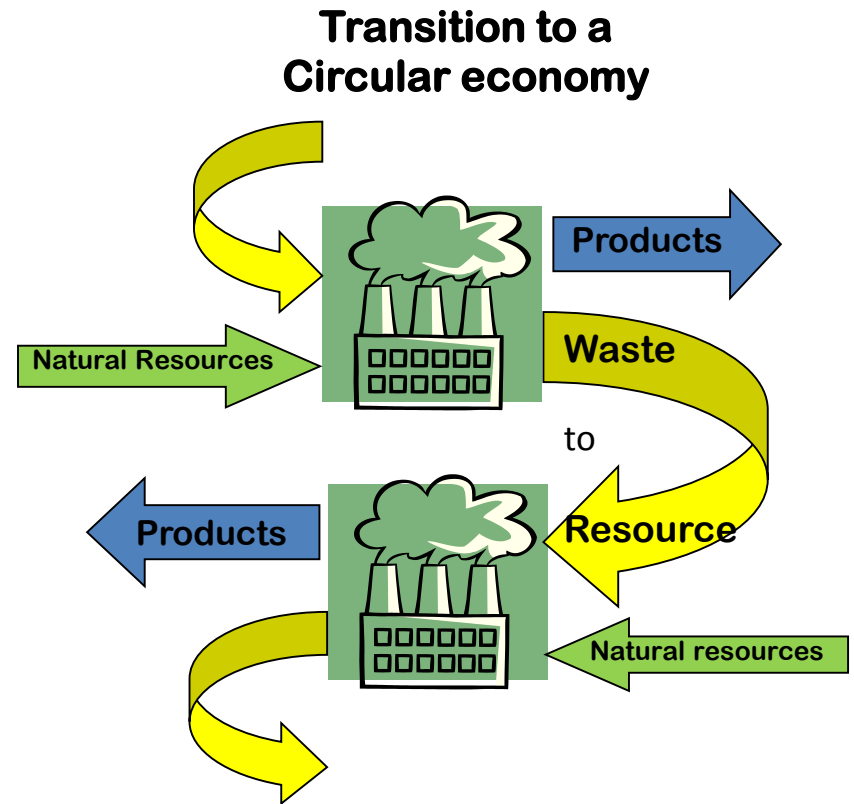 Transition to a
Circular economy
Products
Natural Resources
Waste
to
Products
Resource
Natural resources